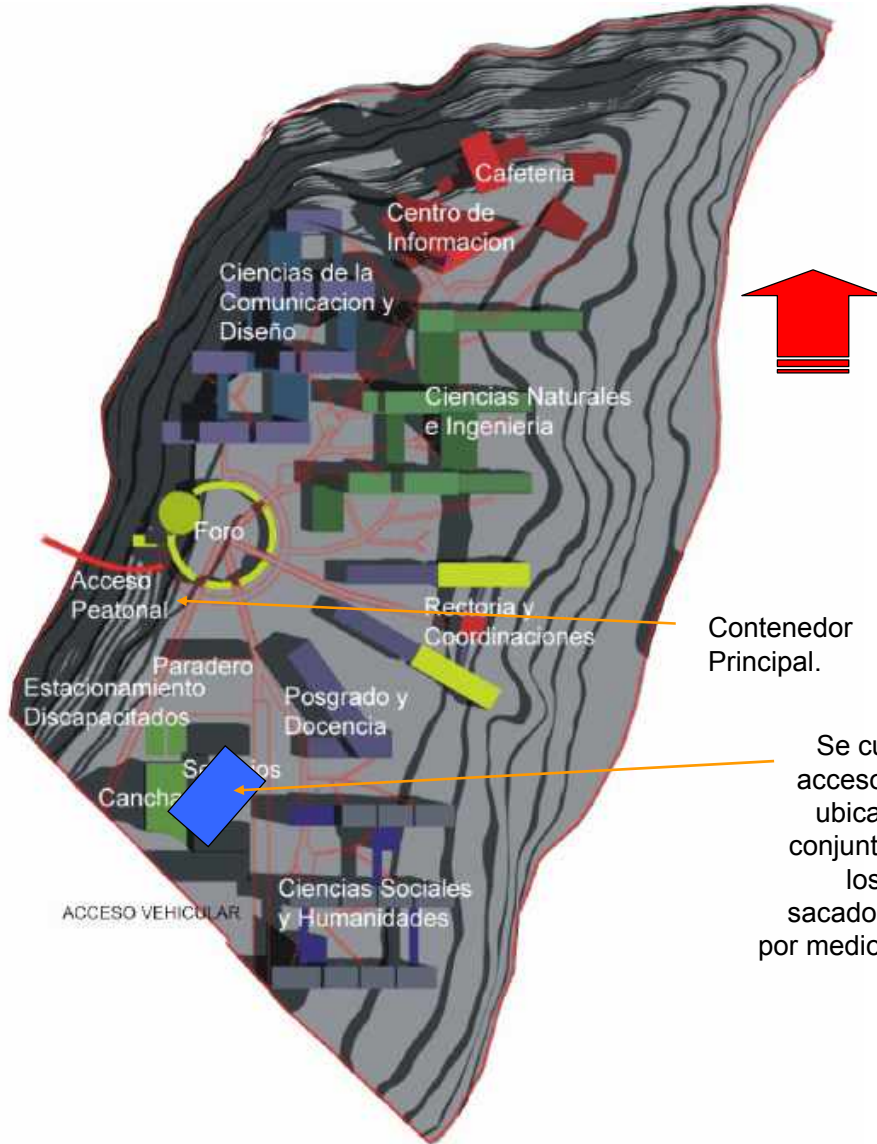 Cafeteria
Centro de
Informacion
Ciencias de la
Comunicacion y
Diseño
Ciencias Naturales
e Ingenieria
Foro
Acceso
Peatonal
Rectoria y
Coordinaciones
Contenedor
Principal.
Paradero
Estacionamiento
Discapacitados
Posgrado y
Docencia
Se cu
acceso
ubica
conjunt
los
sacado
por medio
Cancha
ACCESO VEHICULAR
Ciencias Sociales
y Humanidades